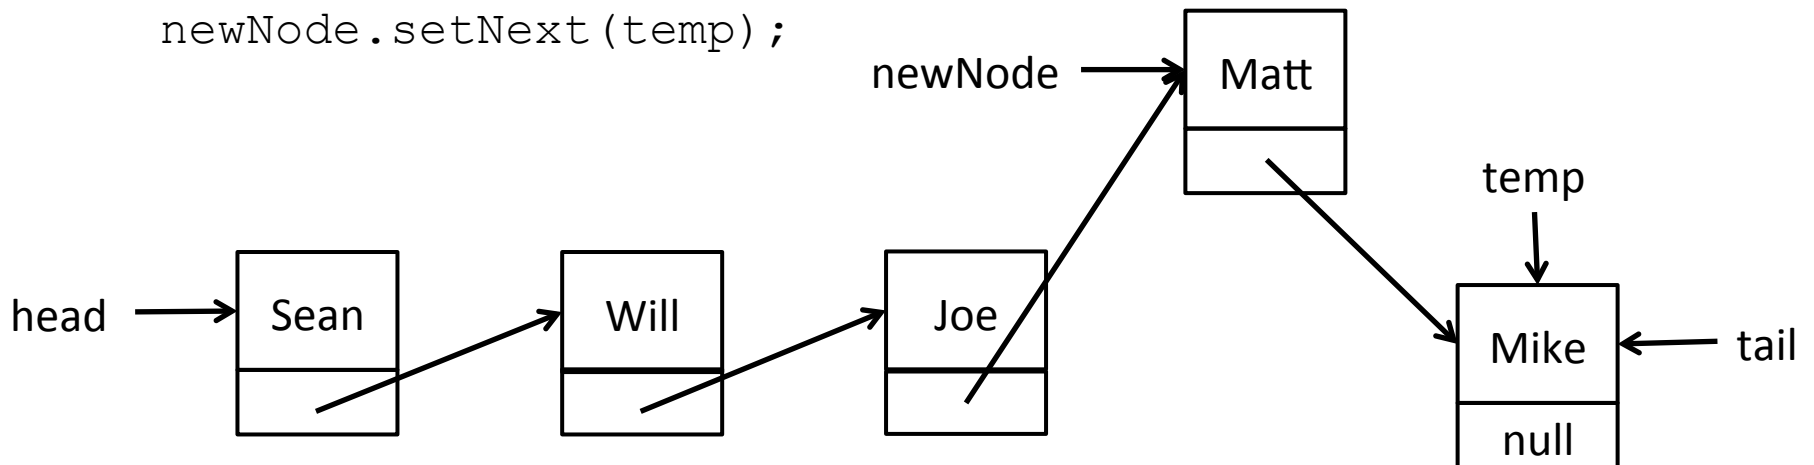 newNode.setNext(temp);
newNode
Matt
temp
head
Sean
Will
Joe
Mike
tail
null